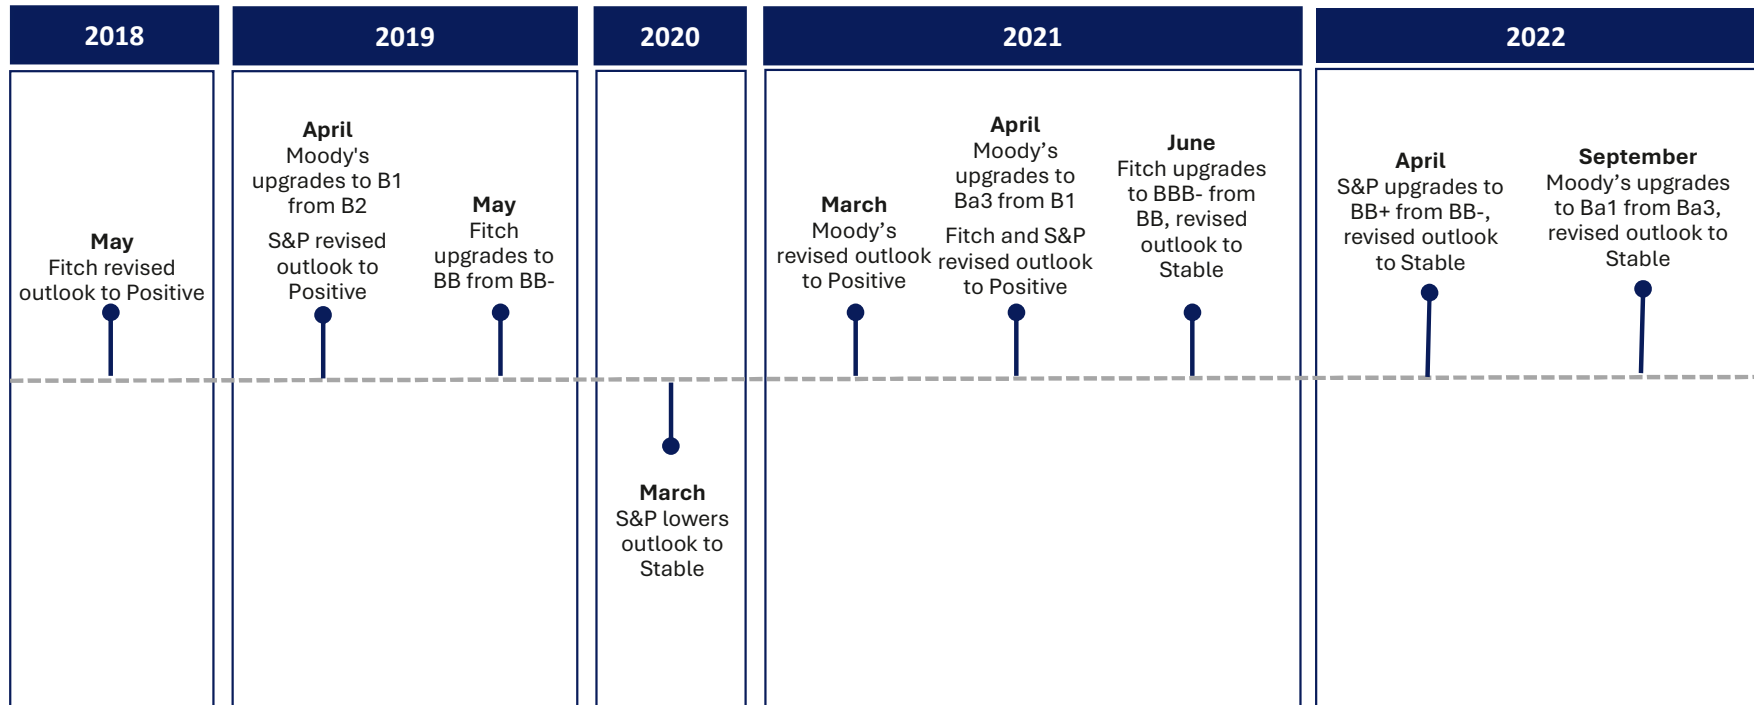 2018
2019
2020
2021
2022
May
Fitch revised
outlook to Positive
April
Moody's
upgrades to B1
from B2
S&P revised
outlook to
Positive
May
Fitch
upgrades to
BB from BB-
March
S&P lowers
outlook to
Stable
March
Moody’s
revised outlook
to Positive
April
Moody’s
upgrades to
Ba3 from B1
Fitch and S&P
revised outlook
to Positive
June
Fitch upgrades
to BBB- from
BB, revised
outlook to
Stable
April
S&P upgrades to
BB+ from BB-,
revised outlook
to Stable
September
Moody’s upgrades
to Ba1 from Ba3,
revised outlook to
Stable